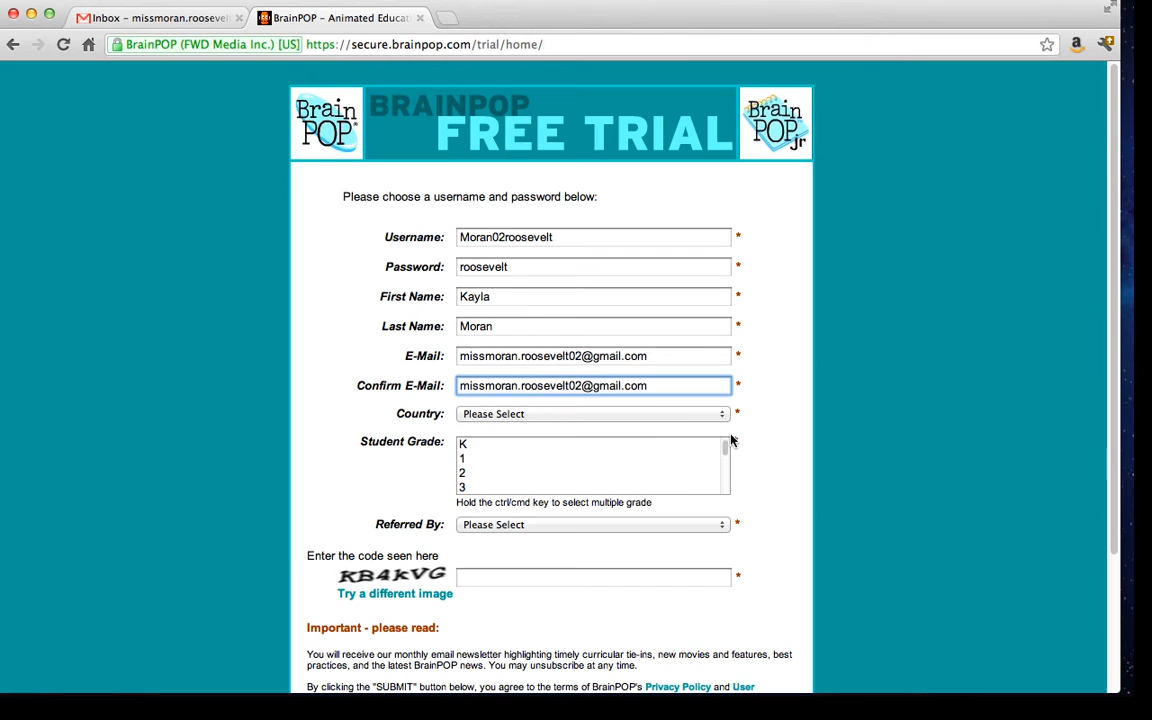 Inbox – missmoran.roosevel
BrainPOP – Animated Educat
BrainPOP (FWD Media Inc.) [US] https://secure.brainpop.com/trial/home/
Brain POP
BRAINPOP
FREE TRIAL
Brain POP jr
Please choose a username and password below:
Username: Moran02roosevelt *
Password: roosevelt *
First Name: Kayla *
Last Name: Moran *
E-Mail: missmoran.roosevelt02@gmail.com *
Confirm E-Mail: missmoran.roosevelt02@gmail.com *
Country: Please Select *
Student Grade: K
1
2
3
Hold the ctrl/cmd key to select multiple grade
Referred By: Please Select *
Enter the code seen here
KB4kVG *
Try a different image
Important - please read:
You will receive our monthly email newsletter highlighting timely curricular tie-ins, new movies and features, best
practices, and the latest BrainPOP news. You may unsubscribe at any time.
By clicking the "SUBMIT" button below, you agree to the terms of BrainPOP's Privacy Policy and User